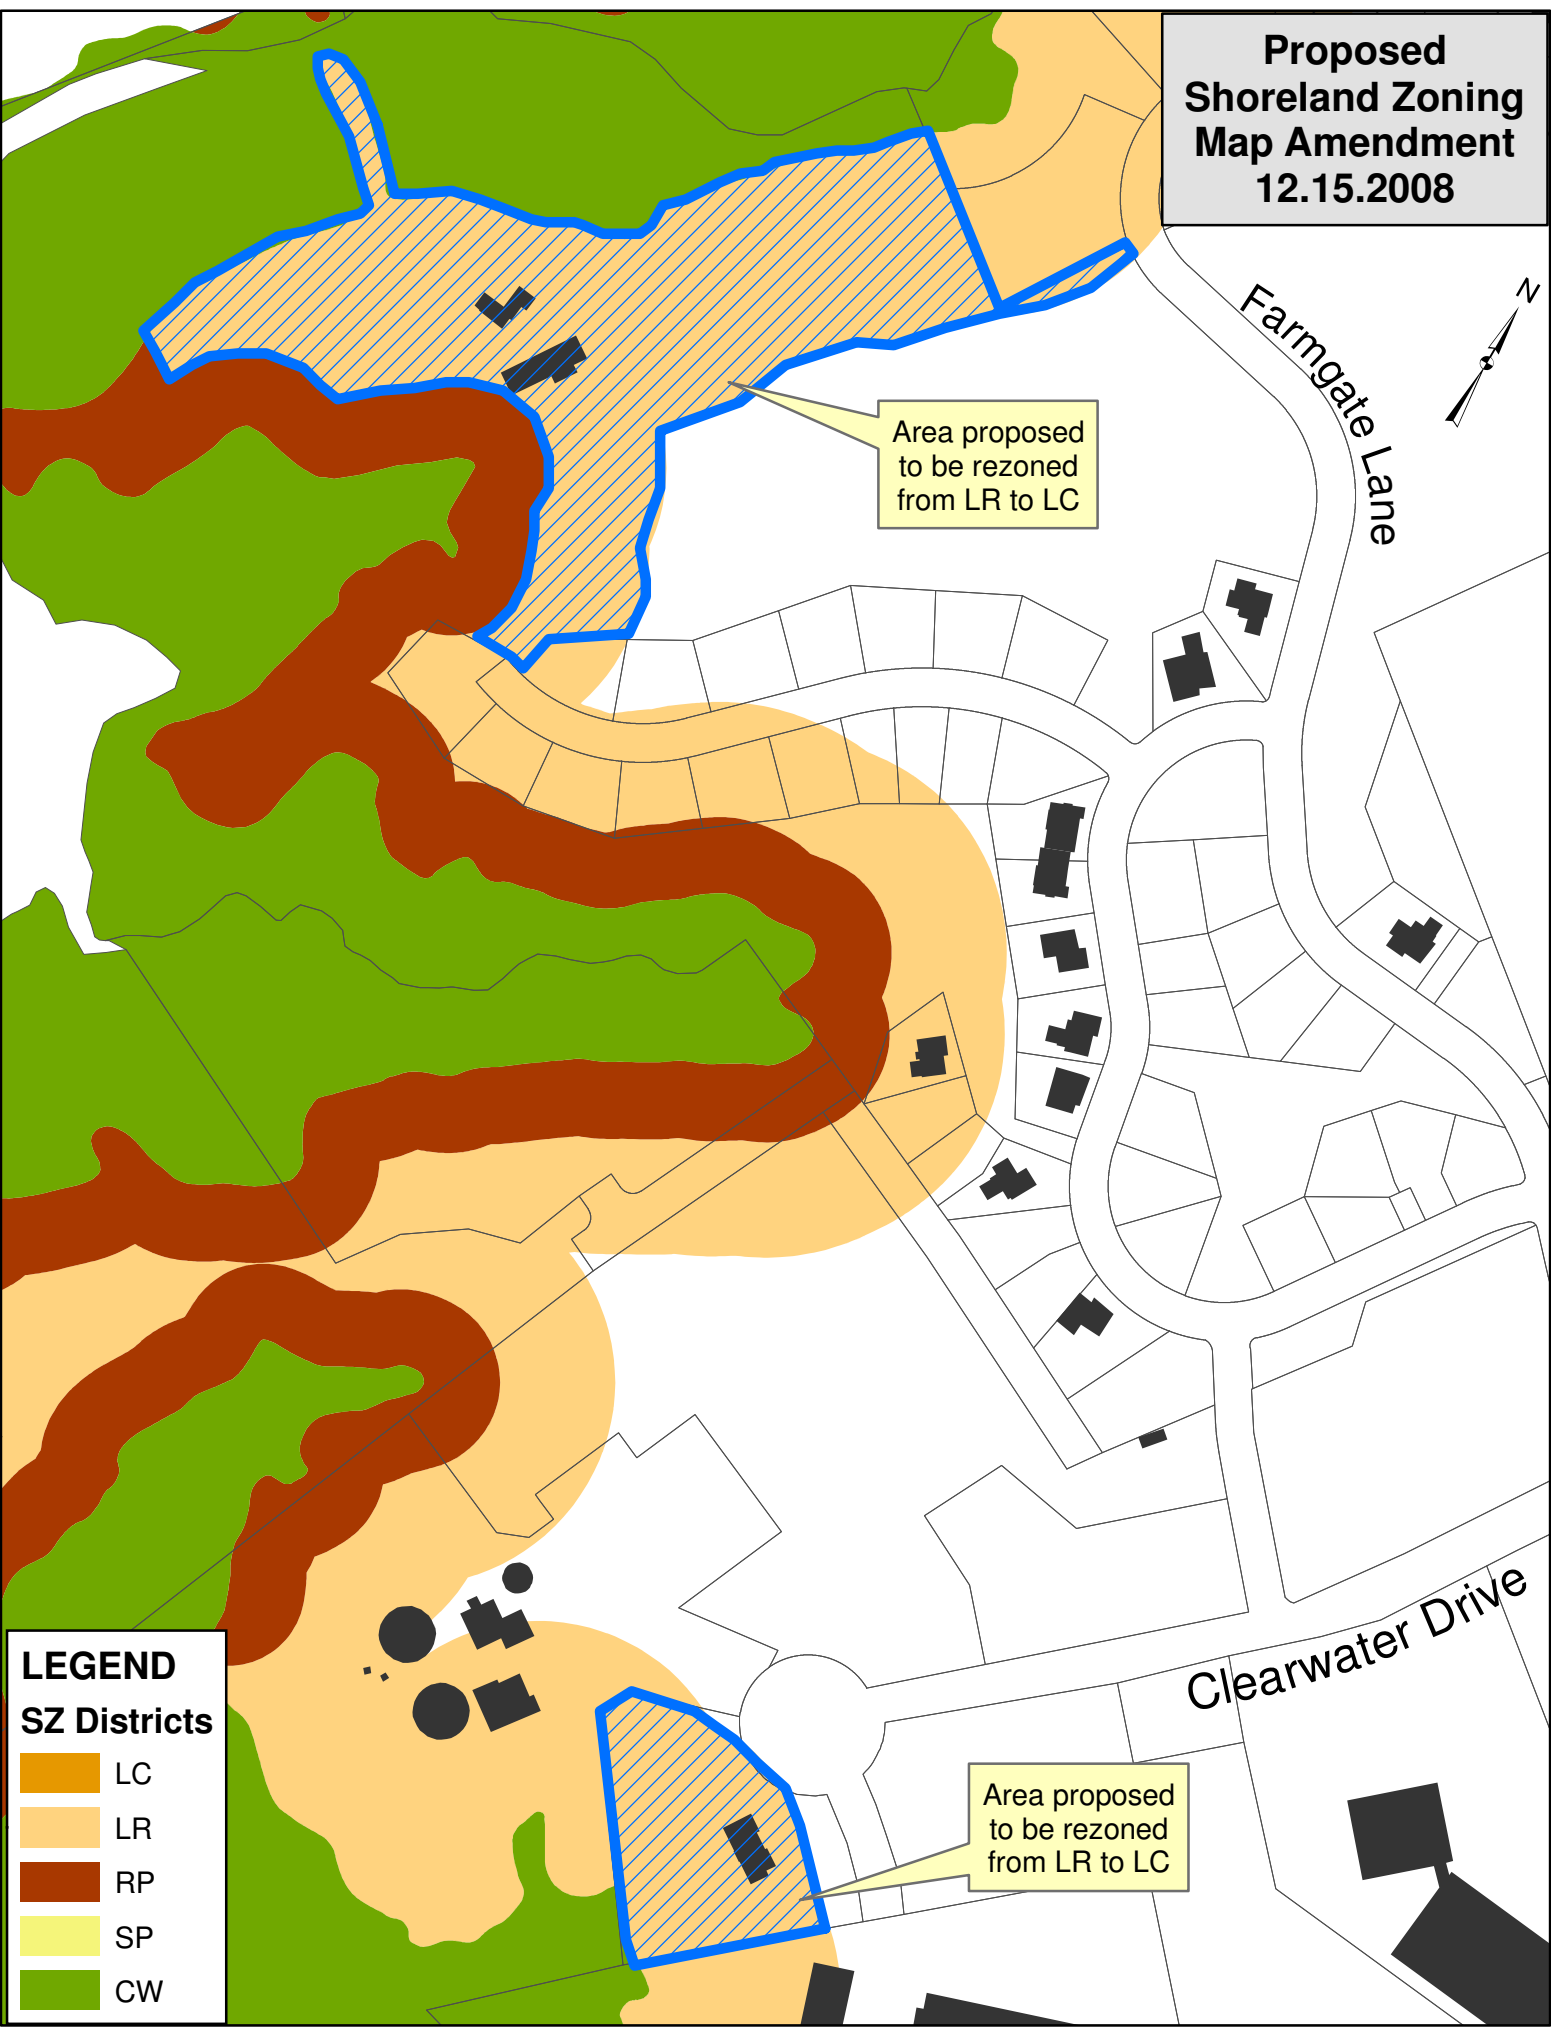 Proposed
Shoreland Zoning
Map Amendment
12.15.2008
N
Farmgate Lane
Area proposed
to be rezoned
from LR to LC
Clearwater Drive
Area proposed
to be rezoned
from LR to LC
LEGEND
SZ Districts
LC
LR
RP
SP
CW